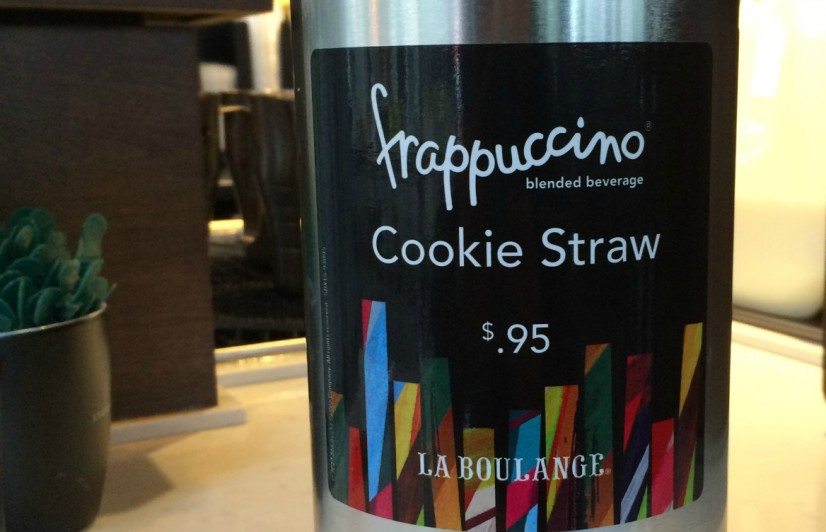 frappuccino®
blended beverage
Cookie Straw
$.95
LA BOULANGE®